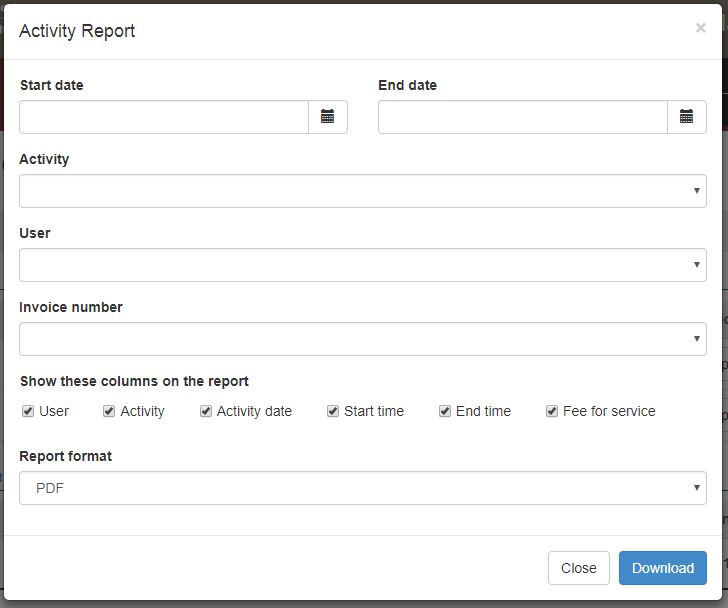 Activity Report ×
Start date End date
Activity
User
Invoice number
Show these columns on the report
User Activity Activity date Start time End time Fee for service
Report format
PDF
Close Download